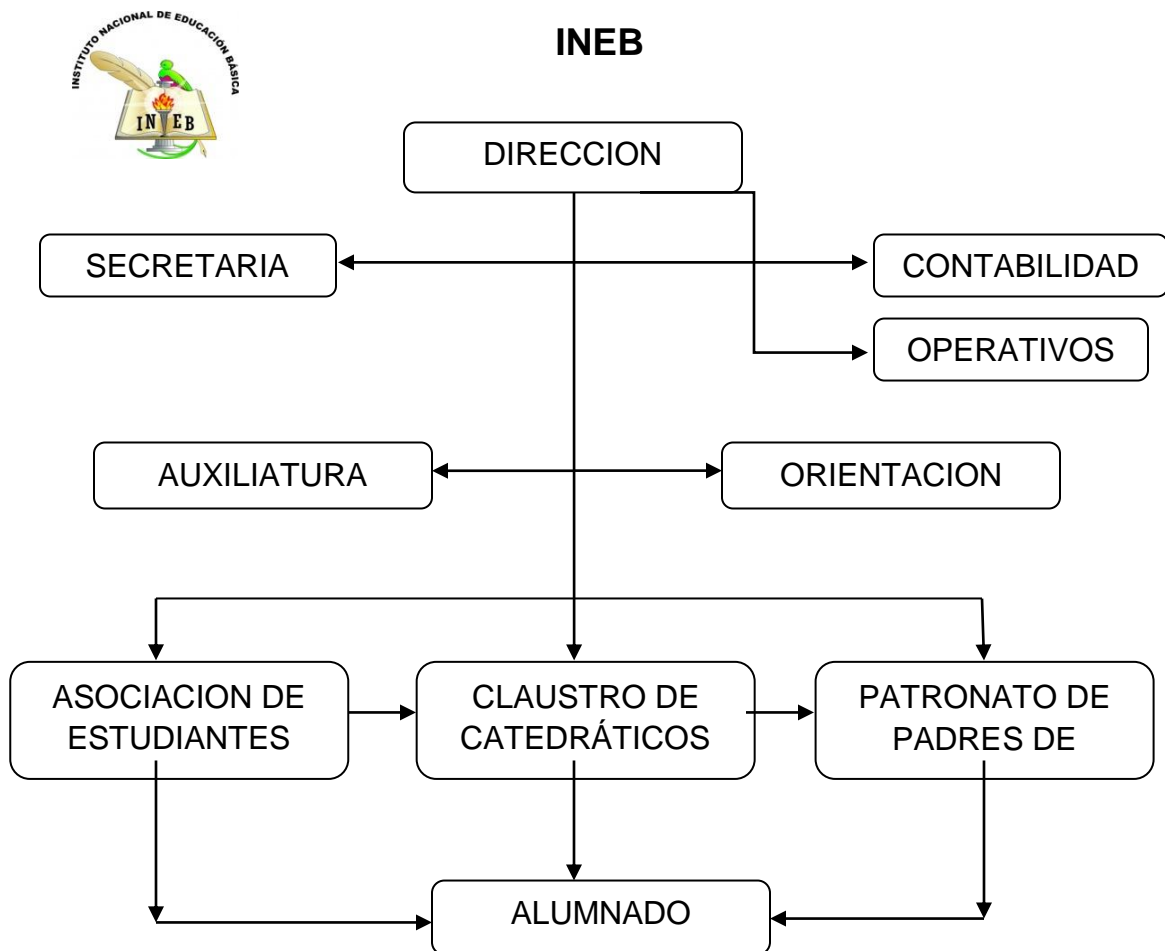 INSTITUTO NACIONAL DE EDUCACIÓN BÁSICA
INEB
INEB
DIRECCION
SECRETARIA
CONTABILIDAD
OPERATIVOS
AUXILIATURA
ORIENTACION
ASOCIACION DE
ESTUDIANTES
CLAUSTRO DE
CATEDRÁTICOS
PATRONATO DE
PADRES DE
ALUMNADO